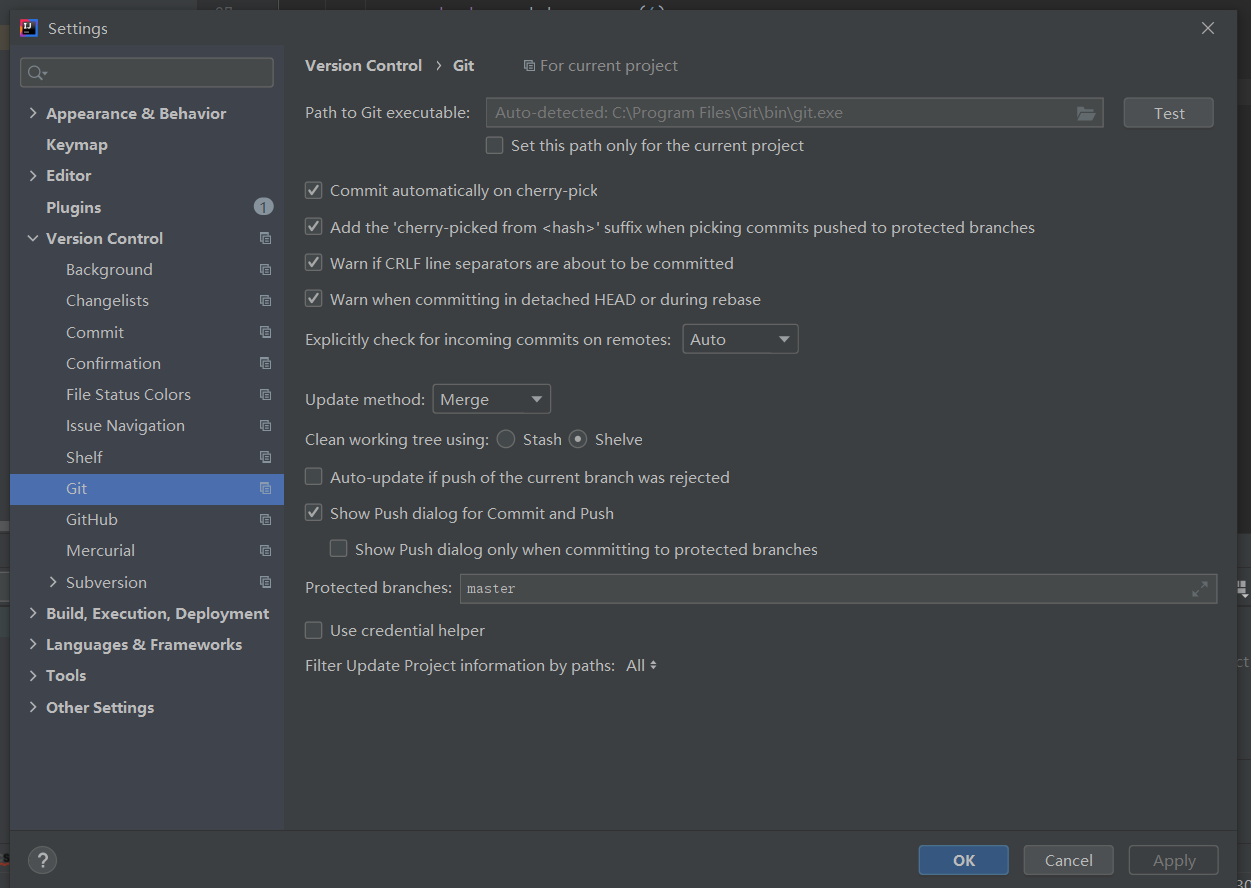 Settings
Appearance & Behavior
Keymap
Editor
Plugins 1
Version Control
Background
Changelists
Commit
Confirmation
File Status Colors
Issue Navigation
Shelf
Git
GitHub
Mercurial
Subversion
Build, Execution, Deployment
Languages & Frameworks
Tools
Other Settings
Version Control › Git For current project
Path to Git executable: Auto-detected: C:\Program Files\Git\bin\git.exe Test
Set this path only for the current project
Commit automatically on cherry-pick
Add the 'cherry-picked from <hash>' suffix when picking commits pushed to protected branches
Warn if CRLF line separators are about to be committed
Warn when committing in detached HEAD or during rebase
Explicitly check for incoming commits on remotes: Auto
Update method: Merge
Clean working tree using: Stash Shelve
Auto-update if push of the current branch was rejected
Show Push dialog for Commit and Push
Show Push dialog only when committing to protected branches
Protected branches: master
Use credential helper
Filter Update Project information by paths: All
? OK Cancel Apply